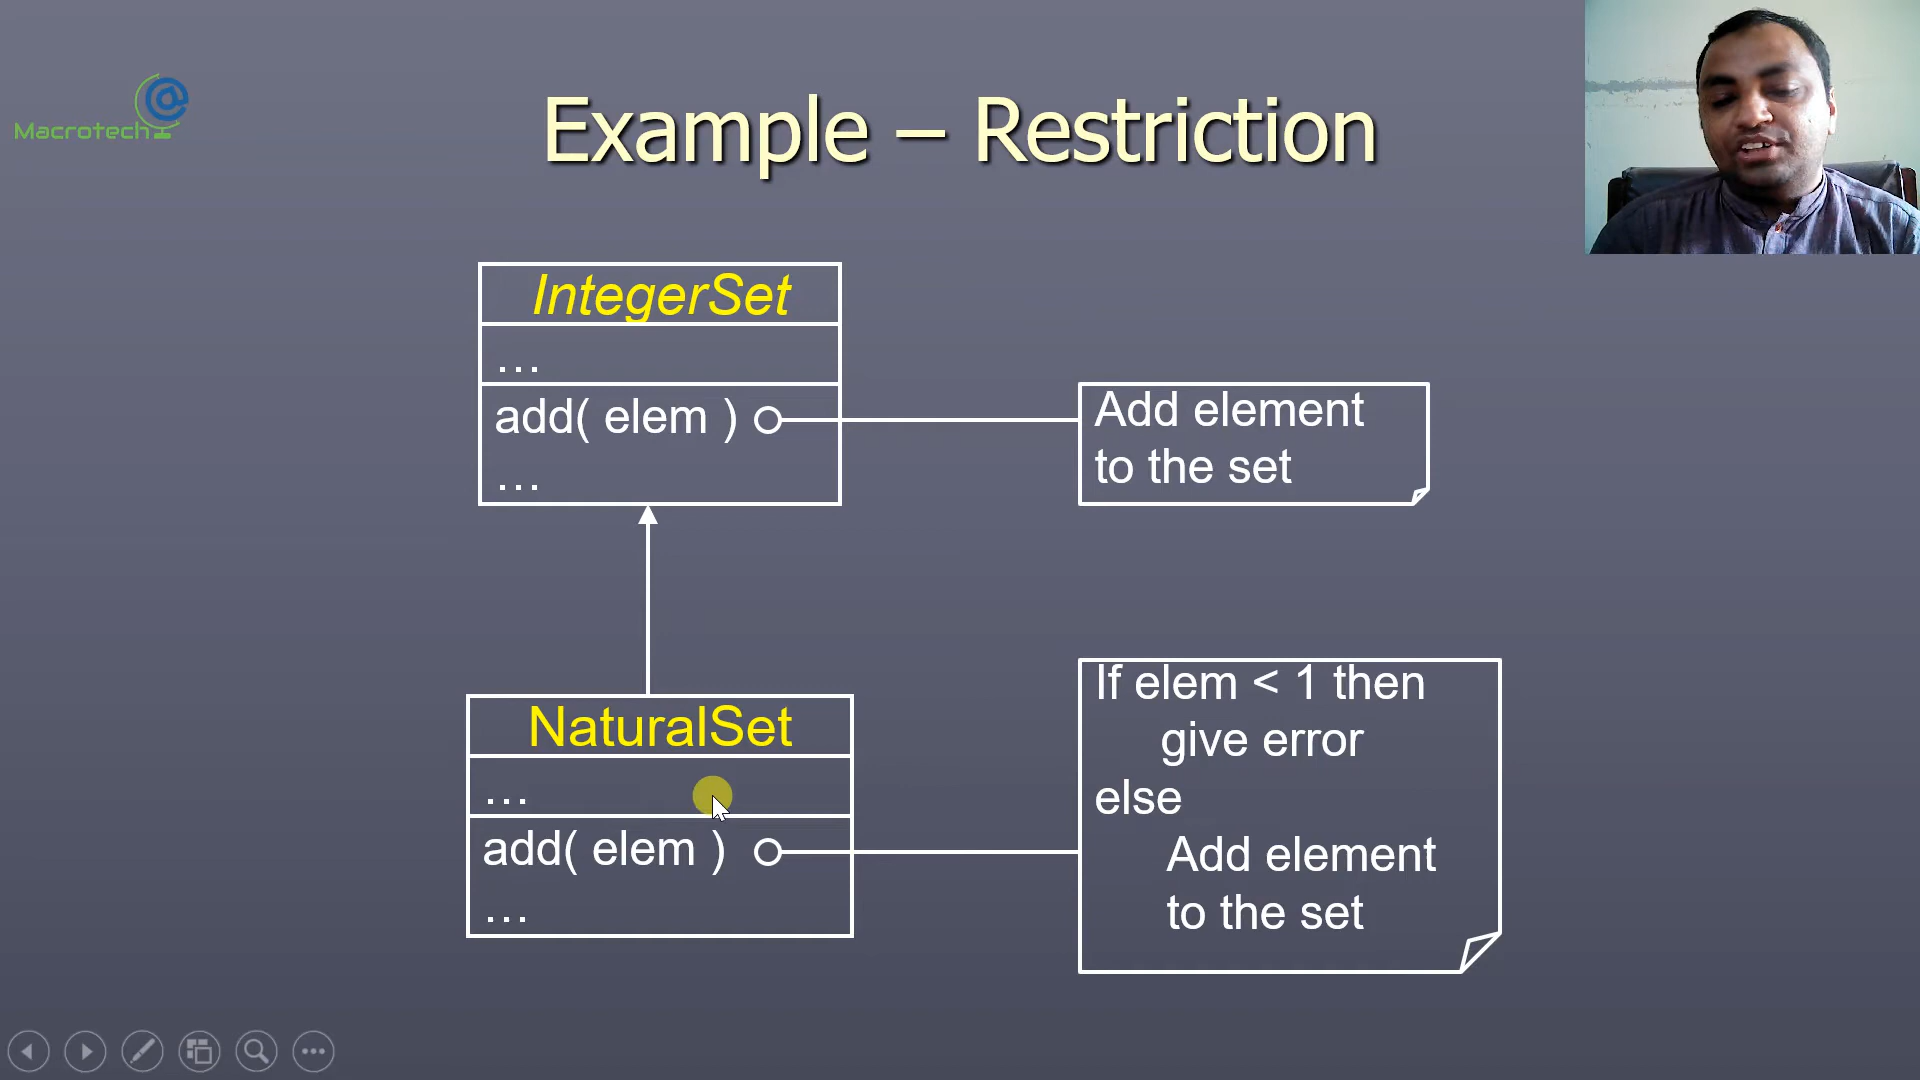 Macrotech
Example – Restriction
IntegerSet
...
add( elem )
...
Add element
to the set
NaturalSet
...
add( elem )
...
If elem < 1 then
give error
else
Add element
to the set